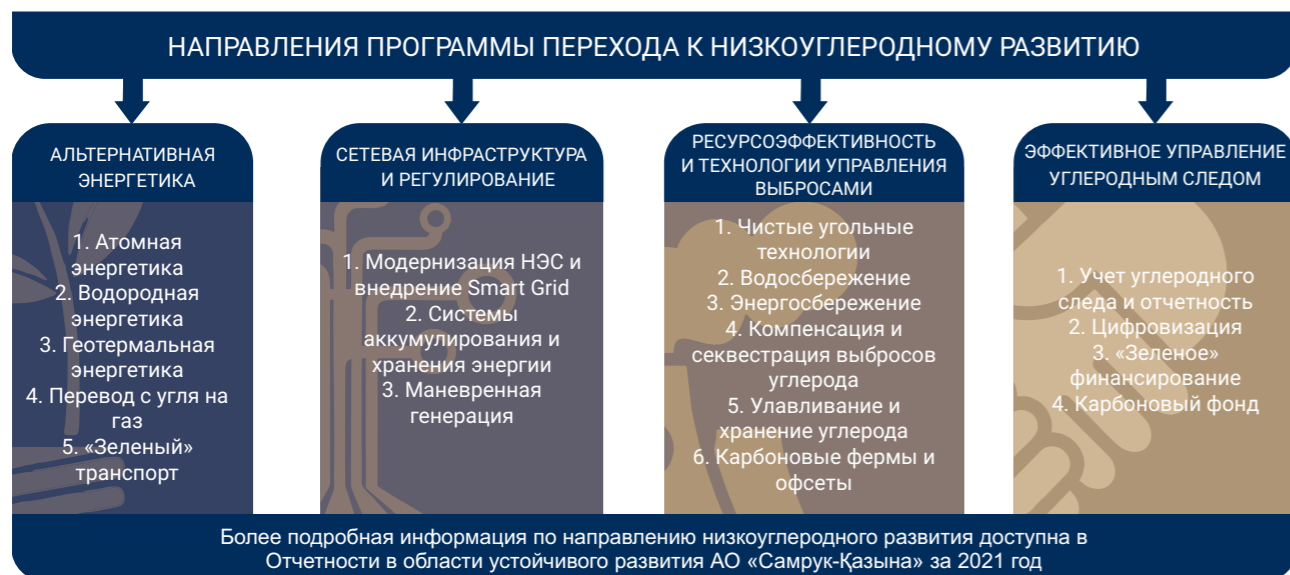 НАПРАВЛЕНИЯ ПРОГРАММЫ ПЕРЕХОДА К НИЗКОУГЛЕРОДНОМУ РАЗВИТИЮ
АЛЬТЕРНАТИВНАЯ
ЭНЕРГЕТИКА
1. Атомная
энергетика
2. Водородная
энергетика
3. Геотермальная
энергетика
4. Перевод с угля на
газ
5. «Зеленый»
транспорт
СЕТЕВАЯ ИНФРАСТРУКТУРА
И РЕГУЛИРОВАНИЕ
1. Модернизация НЭС и
внедрение Smart Grid
2. Системы
аккумулирования и
хранения энергии
3. Маневренная
генерация
РЕСУРСОЭФФЕКТИВНОСТЬ
И ТЕХНОЛОГИИ УПРАВЛЕНИЯ
ВЫБРОСАМИ
1. Чистые угольные
технологии
2. Водосбережение
3. Энергосбережение
4. Компенсация и
секвестрация выбросов
углерода
5. Улавливание и
хранение углерода
6. Карбоновые фермы и
офсеты
ЭФФЕКТИВНОЕ УПРАВЛЕНИЕ
УГЛЕРОДНЫМ СЛЕДОМ
1. Учет углеродного
следа и отчетность
2. Цифровизация
3. «Зеленое»
финансирование
4. Карбоновый фонд
Более подробная информация по направлению низкоуглеродного развития доступна в
Отчетности в области устойчивого развития АО «Самрук-Қазына» за 2021 год